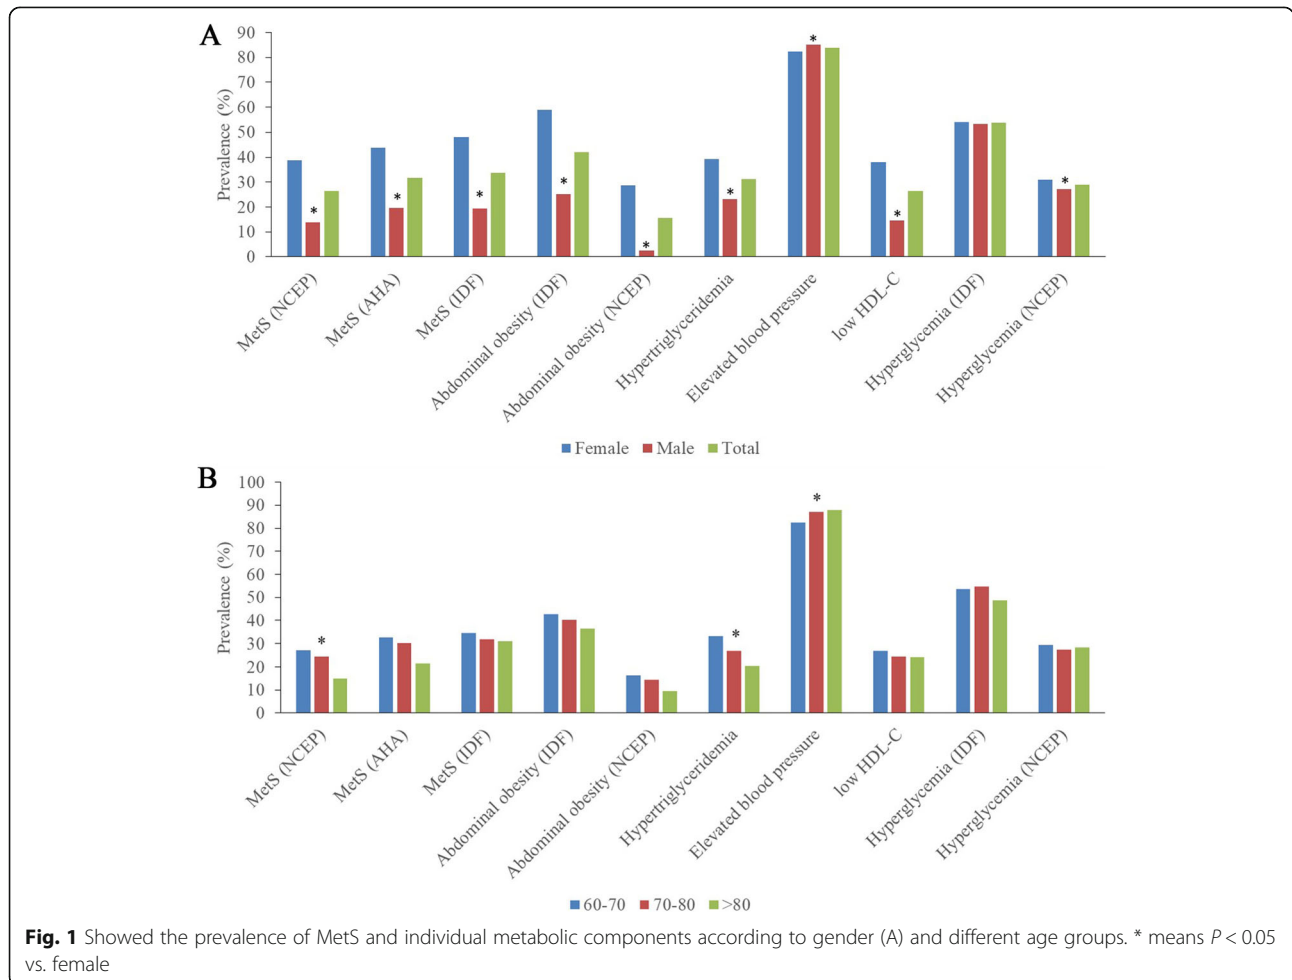 A
Prevalence (%)
90
80
70
60
50
40
30
20
10
0
* * * * * * * * *
MetS (NCEP)
MetS (AHA)
MetS (IDF)
Abdominal obesity (IDF)
Abdominal obesity (NCEP)
Hypertriglyceridemia
Elevated blood pressure
low HDL-C
Hyperglycemia (IDF)
Hyperglycemia (NCEP)
Female Male Total
B
Prevalence (%)
100
90
80
70
60
50
40
30
20
10
0
* * *
MetS (NCEP)
MetS (AHA)
MetS (IDF)
Abdominal obesity (IDF)
Abdominal obesity (NCEP)
Hypertriglyceridemia
Elevated blood pressure
low HDL-C
Hyperglycemia (IDF)
Hyperglycemia (NCEP)
60-70 70-80 >80
Fig. 1 Showed the prevalence of MetS and individual metabolic components according to gender (A) and different age groups. * means P < 0.05
vs. female